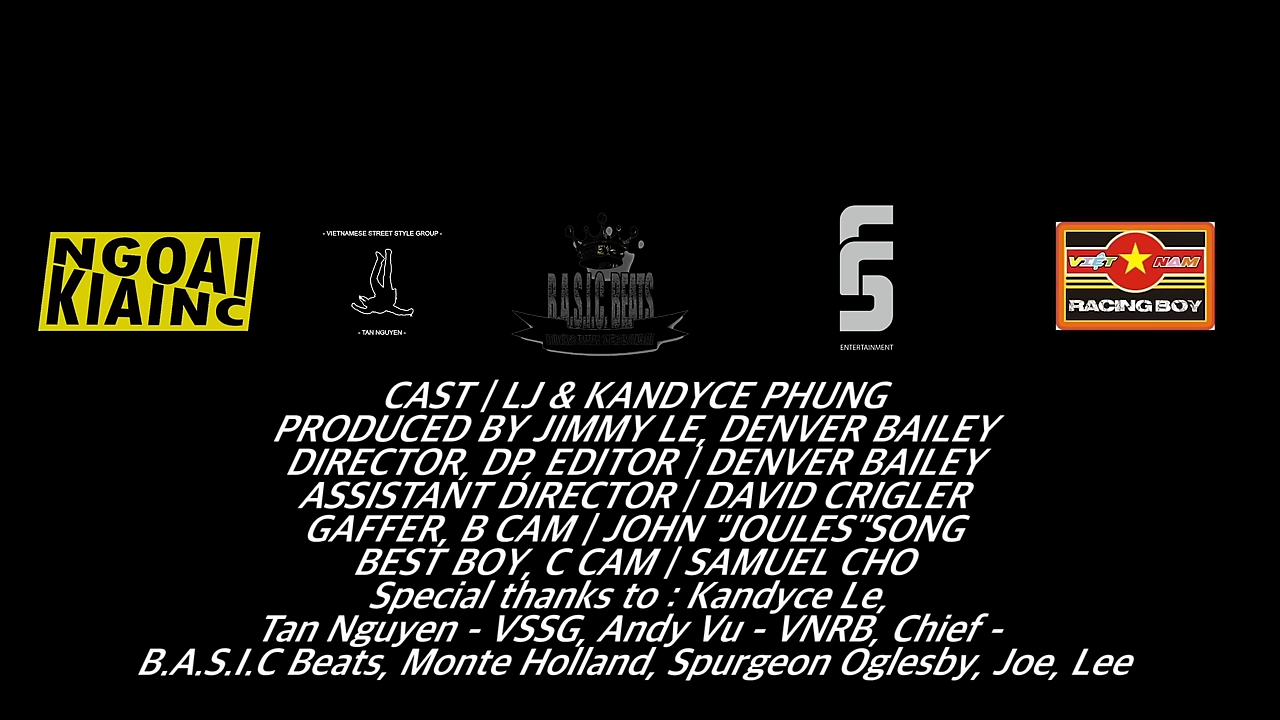 NGOAI
KIAINC
- VIETNAMESE STREET STYLE GROUP -
- TAN NGUYEN -
B.A.S.I.C. BEATS
ENTERTAINMENT
VIỆT NAM
RACING BOY
CAST | LJ & KANDYCE PHUNG
PRODUCED BY JIMMY LE, DENVER BAILEY
DIRECTOR, DP, EDITOR | DENVER BAILEY
ASSISTANT DIRECTOR | DAVID CRIGLER
GAFFER, B CAM | JOHN "JOULES"SONG
BEST BOY, C CAM | SAMUEL CHO
Special thanks to : Kandyce Le,
Tan Nguyen - VSSG, Andy Vu - VNRB, Chief -
B.A.S.I.C Beats, Monte Holland, Spurgeon Oglesby, Joe, Lee